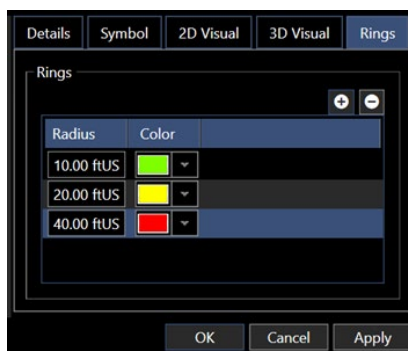 Details Symbol 2D Visual 3D Visual Rings
Rings
Radius Color
10.00 ftUS
20.00 ftUS
40.00 ftUS
OK Cancel Apply